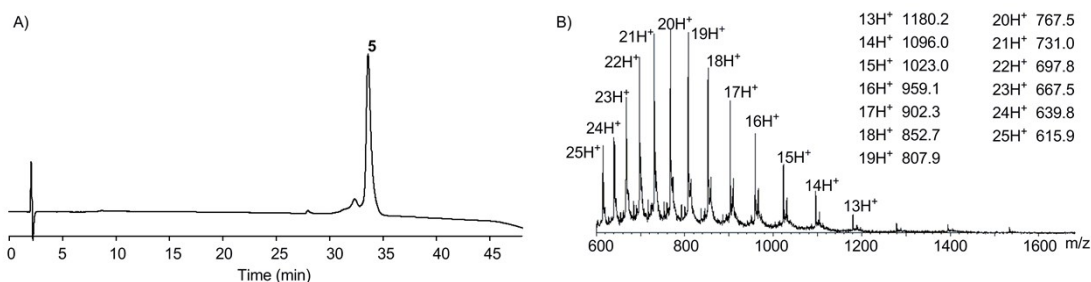 A)
5
0 5 10 15 20 25 30 35 40 45
Time (min)
B)
25H+
24H+
23H+
22H+
21H+
20H+
19H+
18H+
17H+
16H+
15H+
14H+
13H+
600 800 1000 1200 1400 1600 m/z
13H+ 1180.2
14H+ 1096.0
15H+ 1023.0
16H+ 959.1
17H+ 902.3
18H+ 852.7
19H+ 807.9
20H+ 767.5
21H+ 731.0
22H+ 697.8
23H+ 667.5
24H+ 639.8
25H+ 615.9